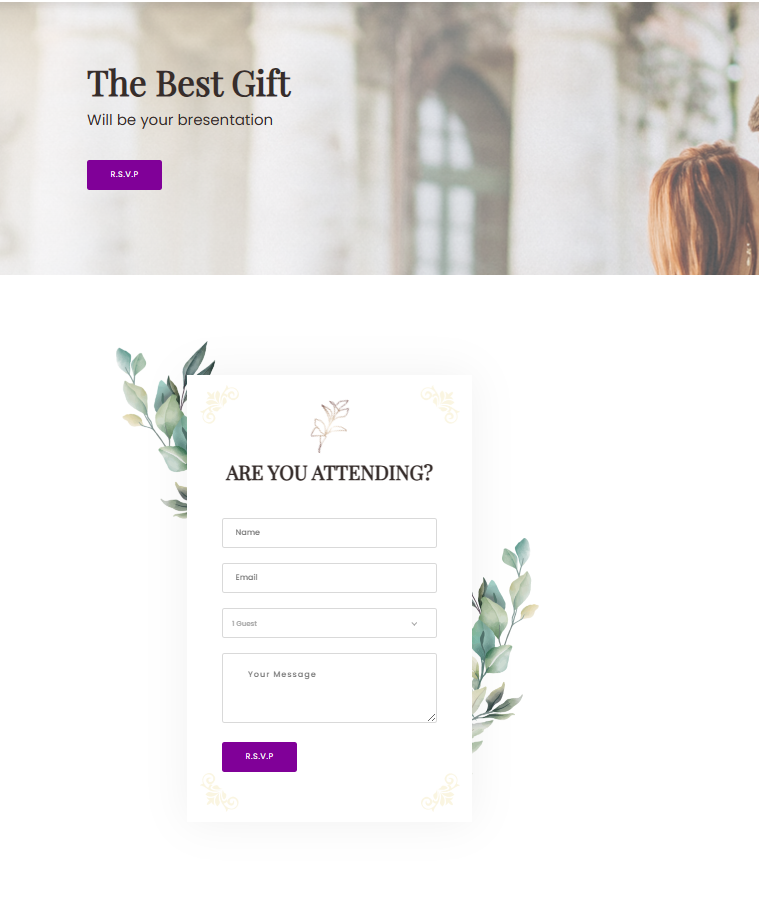 The Best Gift
Will be your bresentation
R.S.V.P
ARE YOU ATTENDING?
Name
Email
1 Guest
Your Message
R.S.V.P